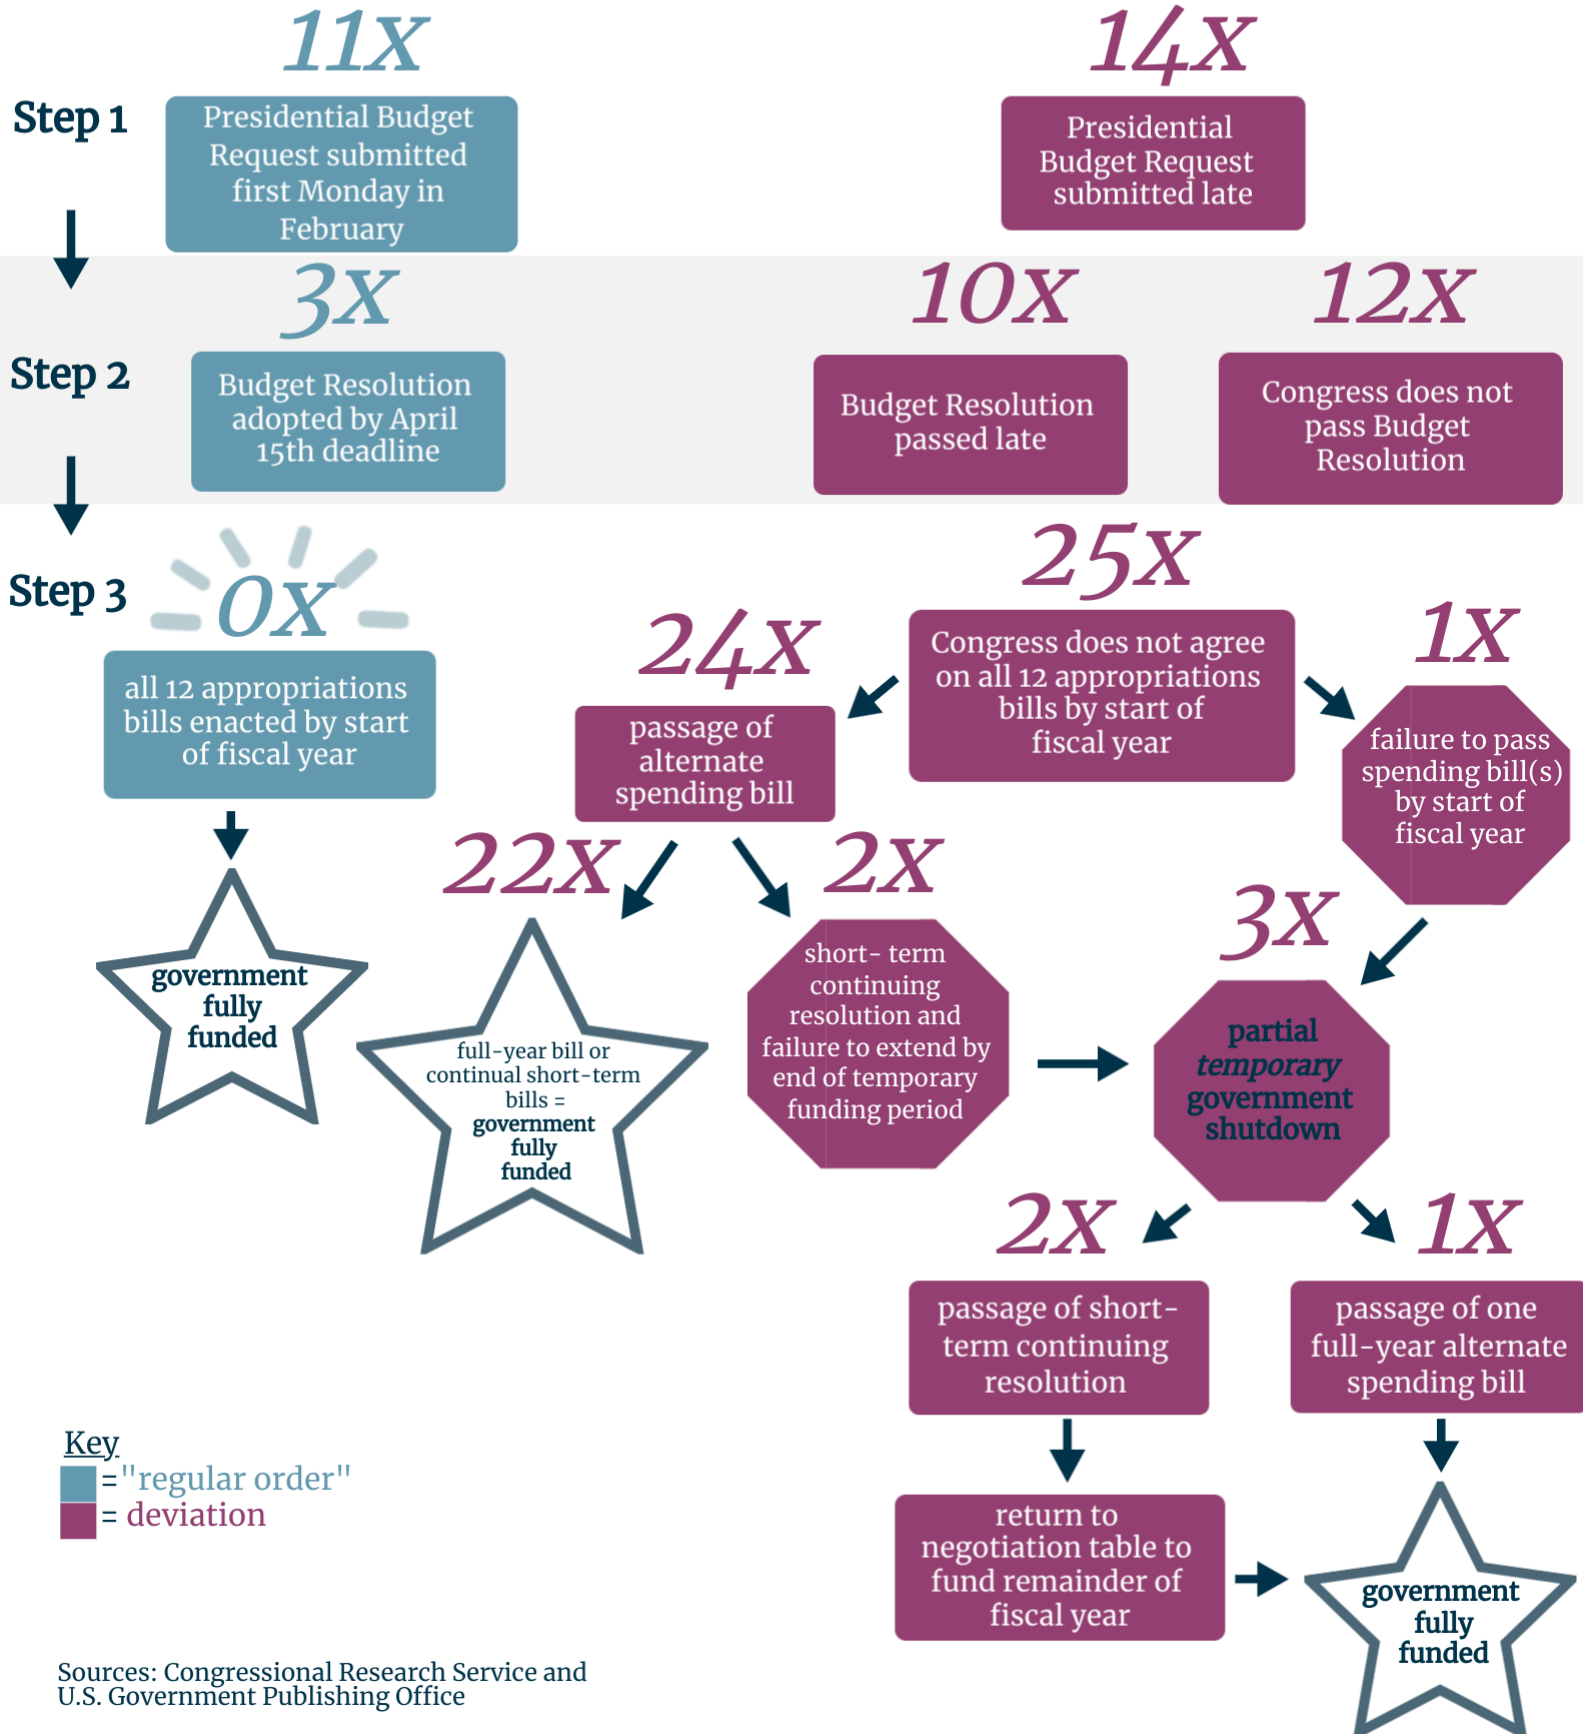 11x
14x
Step 1
Presidential Budget
Request submitted
first Monday in
February
Presidential
Budget Request
submitted late
3x
10x
12x
Step 2
Budget Resolution
adopted by April
15th deadline
Budget Resolution
passed late
Congress does not
pass Budget
Resolution
Step 3
0x
all 12 appropriations
bills enacted by start
of fiscal year
government
fully
funded
25x
Congress does not agree
on all 12 appropriations
bills by start of
fiscal year
24x
passage of
alternate
spending bill
1x
failure to pass
spending bill(s)
by start of
fiscal year
22x
full-year bill or
continual short-term
bills =
government
fully
funded
2x
short- term
continuing
resolution and
failure to extend by
end of temporary
funding period
3x
partial
temporary
government
shutdown
2x
passage of short-
term continuing
resolution
1x
passage of one
full-year alternate
spending bill
return to
negotiation table to
fund remainder of
fiscal year
government
fully
funded
Key
="regular order"
= deviation
Sources: Congressional Research Service and
U.S. Government Publishing Office